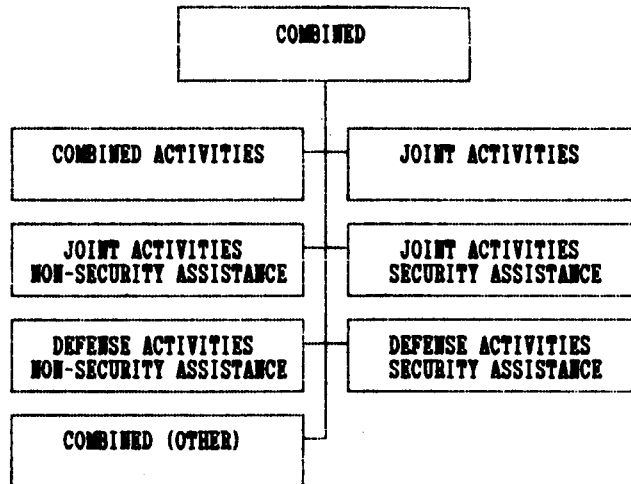 COMBINED
COMBINED ACTIVITIES
JOINT ACTIVITIES
JOINT ACTIVITIES
NON-SECURITY ASSISTANCE
JOINT ACTIVITIES
SECURITY ASSISTANCE
DEFENSE ACTIVITIES
NON-SECURITY ASSISTANCE
DEFENSE ACTIVITIES
SECURITY ASSISTANCE
COMBINED (OTHER)